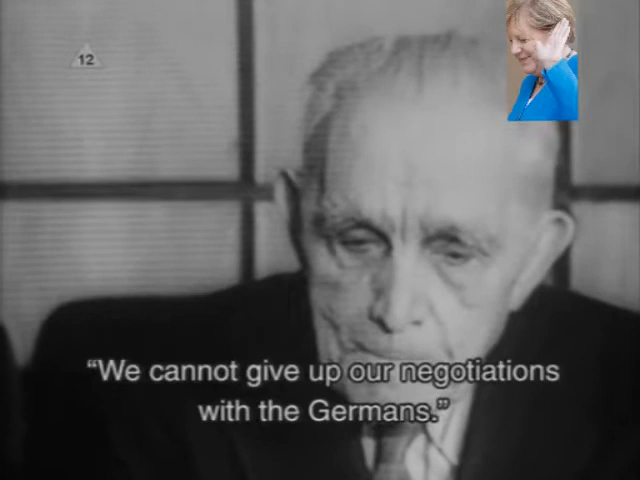 12
“We cannot give up our negotiations
with the Germans.”